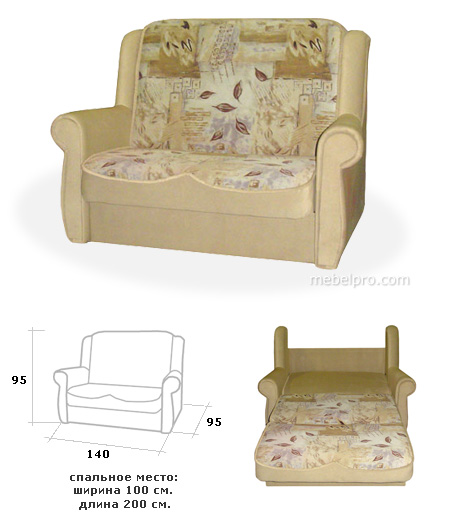 mebelpro.com
95
95
140
спальное место:
ширина 100 см.
длина 200 см.